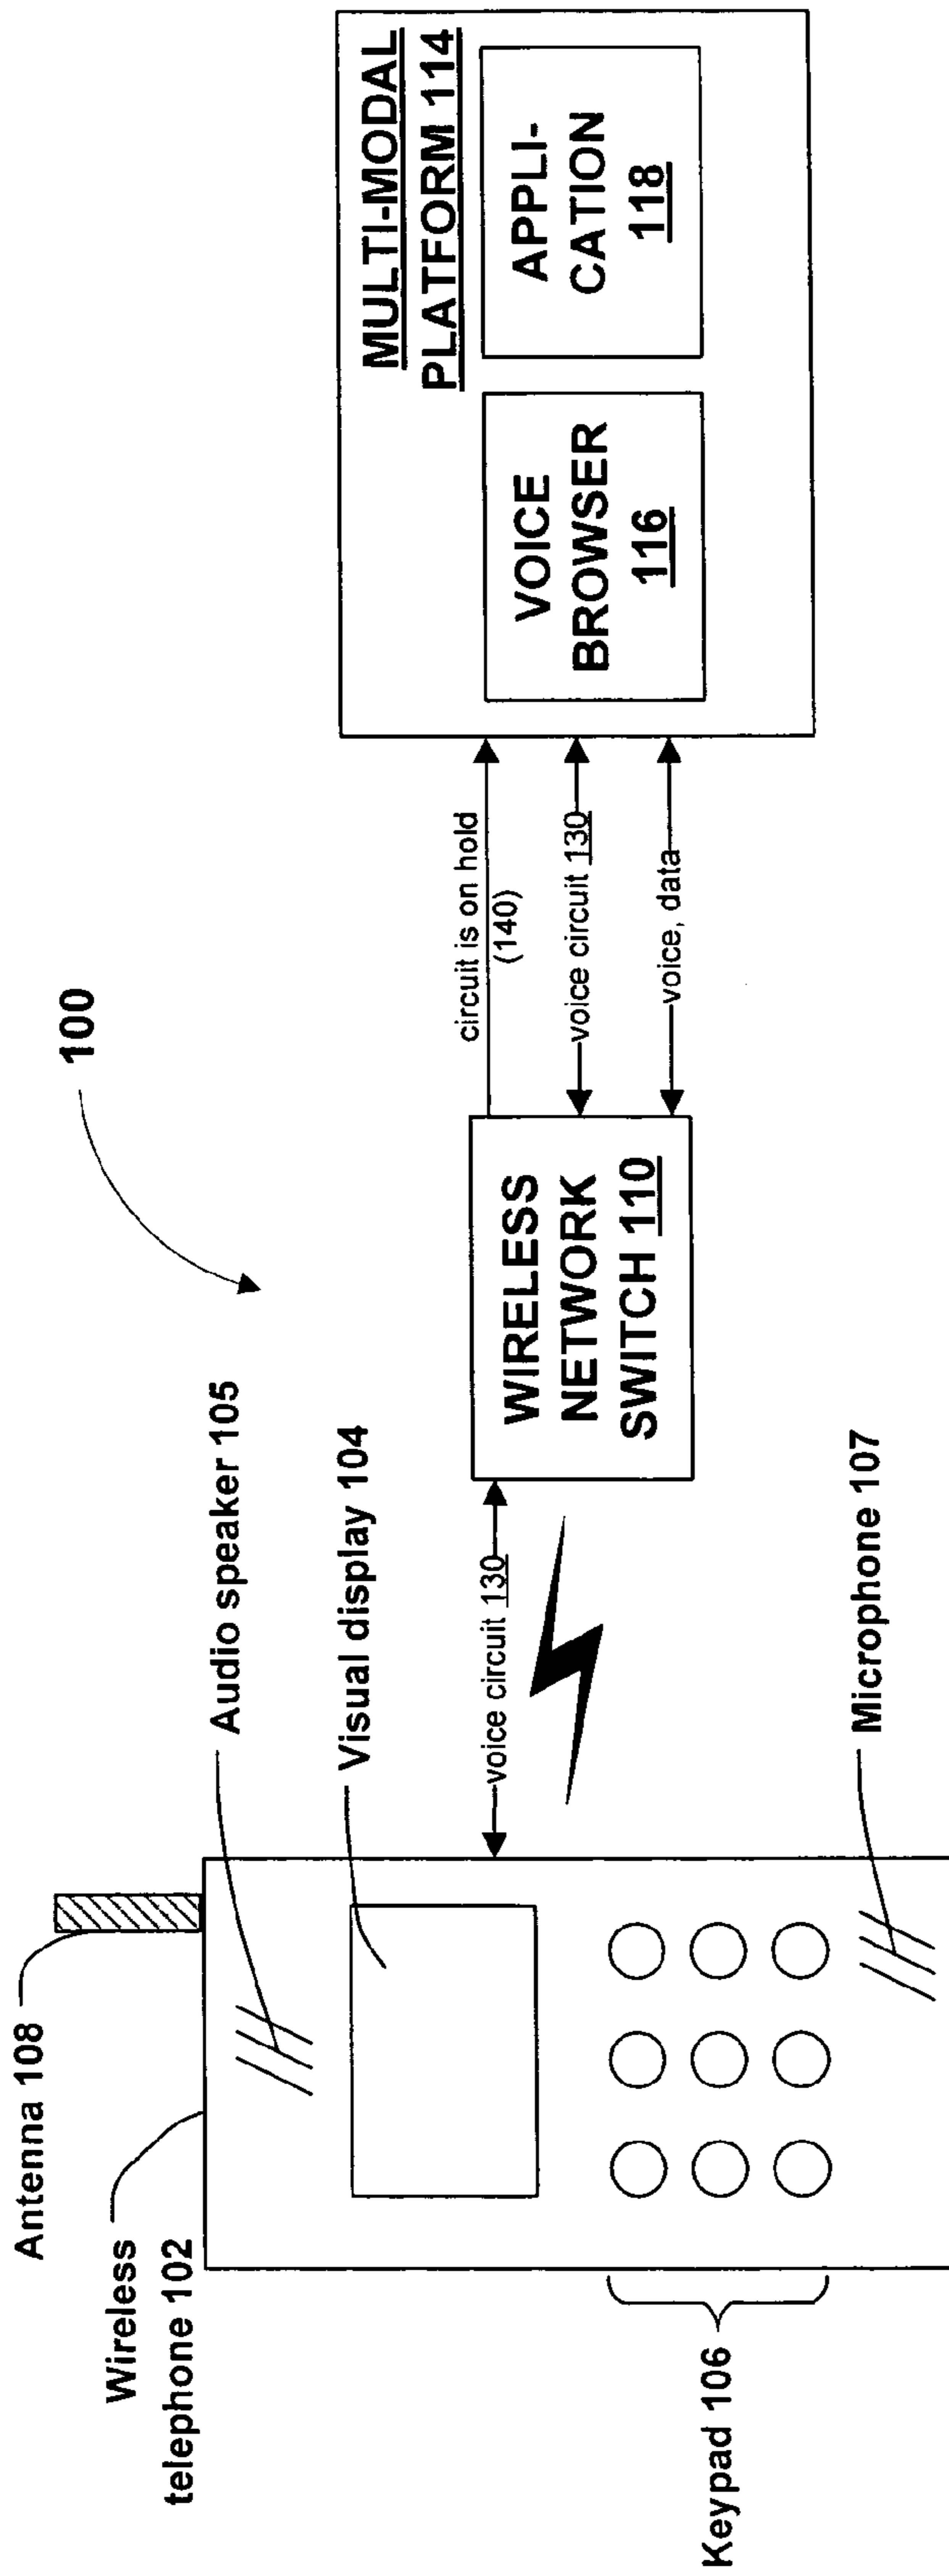 100
Antenna 108
Wireless
telephone 102
Audio speaker 105
Visual display 104
Keypad 106
Microphone 107
voice circuit 130
WIRELESS
NETWORK
SWITCH 110
circuit is on hold
(140)
voice circuit 130
voice, data
MULTI-MODAL
PLATFORM 114
VOICE
BROWSER
116
APPLI-
CATION
118